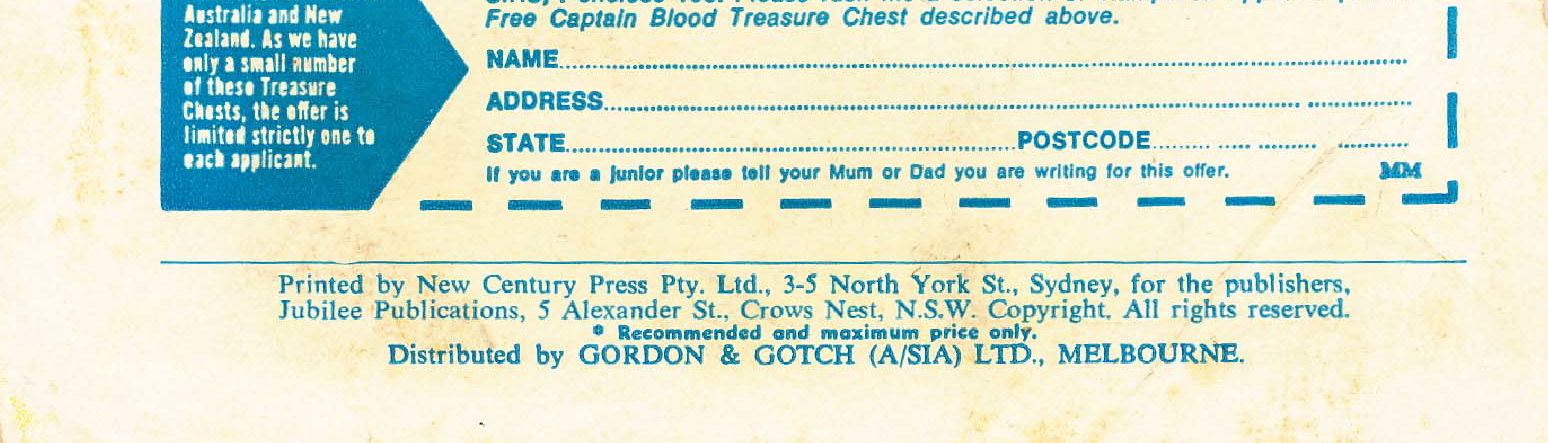 Australia and New
Zealand. As we have
only a small number
of these Treasure
Chests, the offer is
limited strictly one to
each applicant.
Free Captain Blood Treasure Chest described above.
NAME
ADDRESS
STATE POSTCODE
If you are a junior please tell your Mum or Dad you are writing for this offer.
MM
Printed by New Century Press Pty. Ltd., 3-5 North York St., Sydney, for the publishers,
Jubilee Publications, 5 Alexander St., Crows Nest, N.S.W. Copyright. All rights reserved.
* Recommended and maximum price only.
Distributed by GORDON & GOTCH (A/SIA) LTD., MELBOURNE.